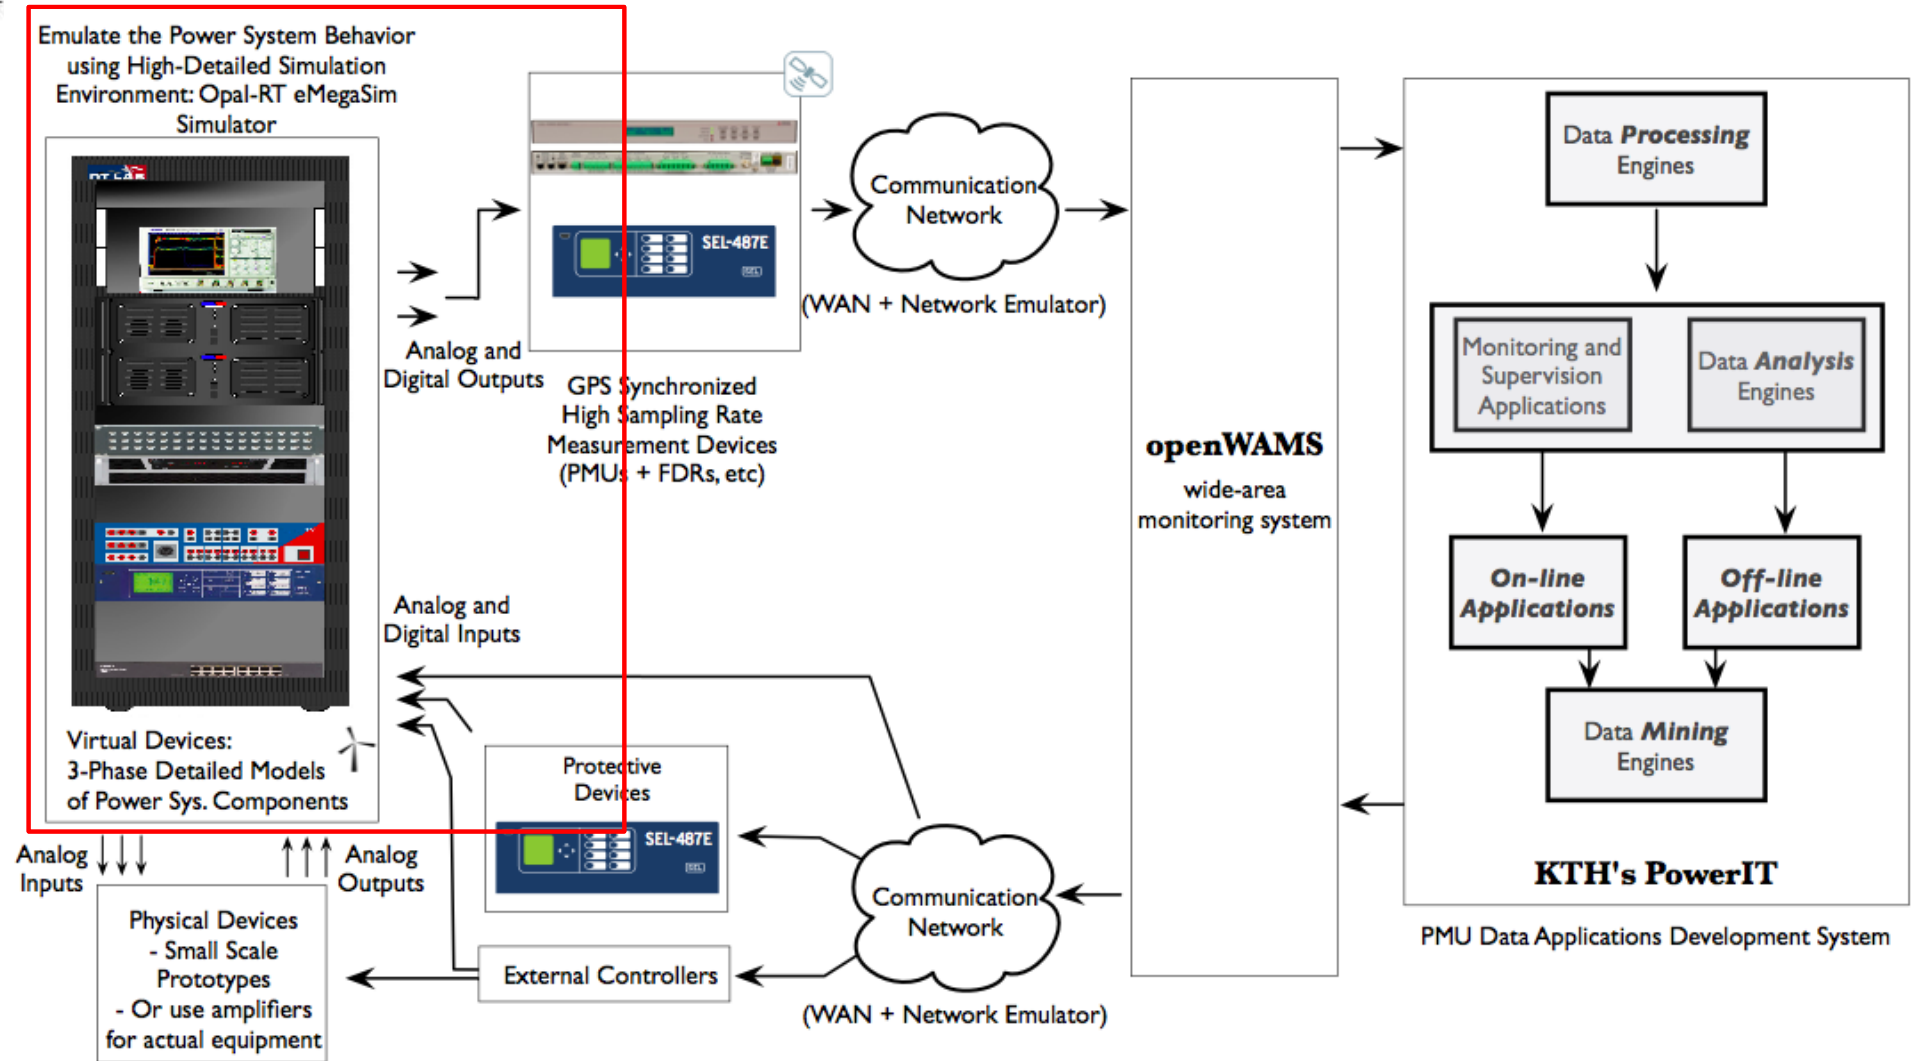 Emulate the Power System Behavior
using High-Detailed Simulation
Environment: Opal-RT eMegaSim
Simulator
Virtual Devices:
3-Phase Detailed Models
of Power Sys. Components
Analog and
Digital Outputs
SEL-487E
SEL
GPS Synchronized
High Sampling Rate
Measurement Devices
(PMUs + FDRs, etc)
Communication
Network
(WAN + Network Emulator)
openWAMS
wide-area
monitoring system
Data Processing
Engines
Monitoring and
Supervision
Applications
Data Analysis
Engines
On-line
Applications
Off-line
Applications
Data Mining
Engines
KTH's PowerIT
PMU Data Applications Development System
Analog and
Digital Inputs
Protective
Devices
SEL-487E
SEL
External Controllers
Communication
Network
(WAN + Network Emulator)
Analog
Inputs
Analog
Outputs
Physical Devices
- Small Scale
Prototypes
- Or use amplifiers
for actual equipment